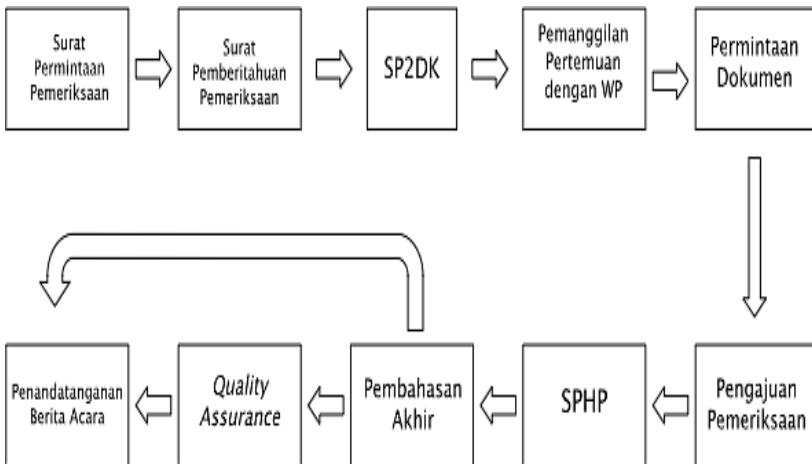 Surat
Permintaan
Pemeriksaan
Surat
Pemberitahuan
Pemeriksaan
SP2DK
Pemanggilan
Pertemuan
dengan WP
Permintaan
Dokumen
Penandatanganan
Berita Acara
Quality
Assurance
Pembahasan
Akhir
SPHP
Pengajuan
Pemeriksaan